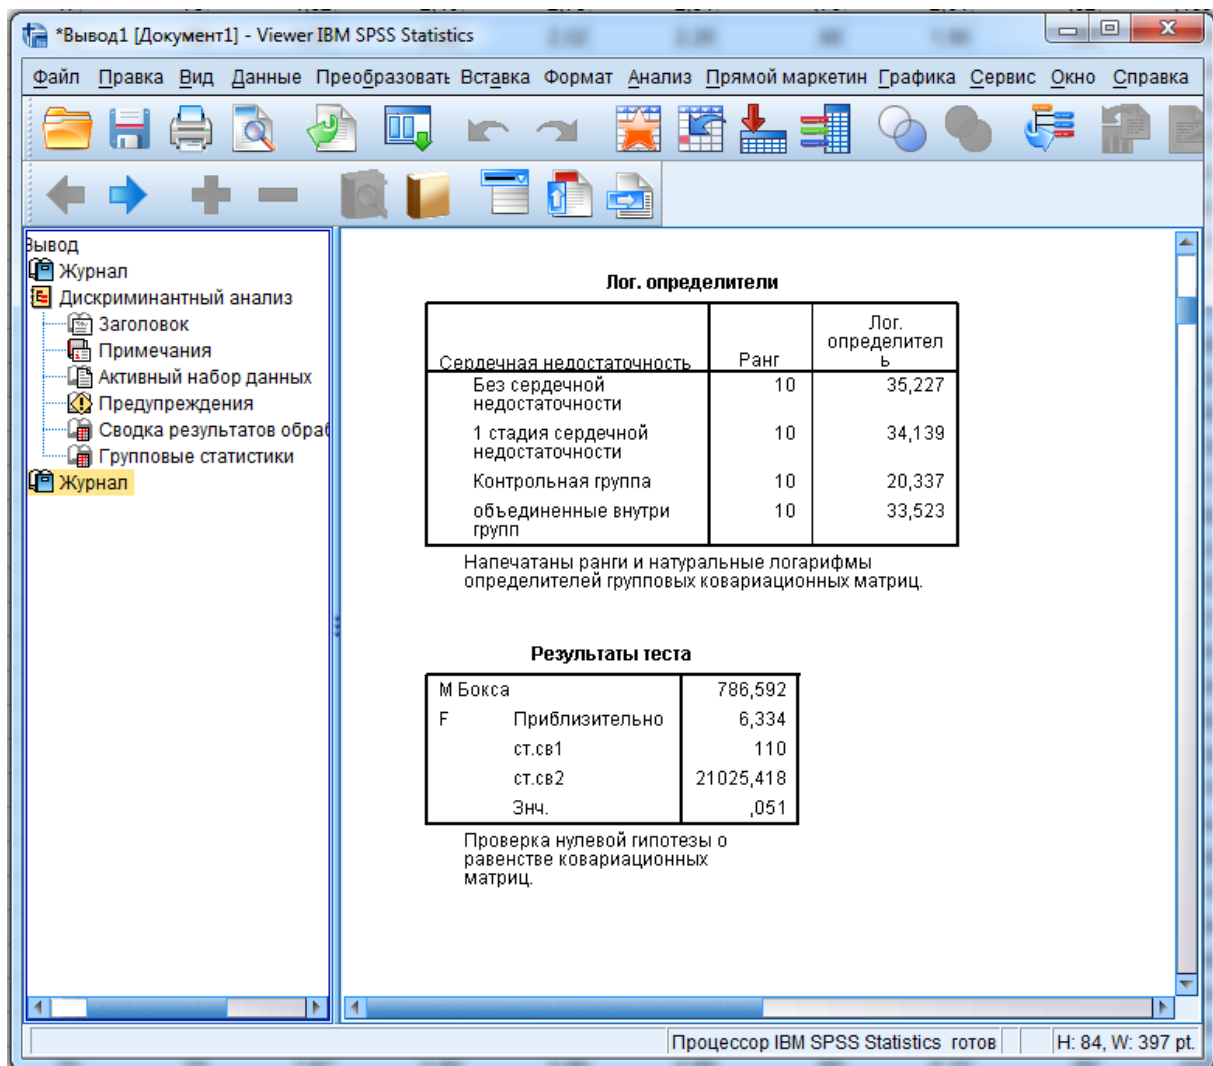 *Вывод1 [Документ1] - Viewer IBM SPSS Statistics
Файл Правка Вид Данные Преобразовать Вставка Формат Анализ Прямой маркетин Графика Сервис Окно Справка
Вывод
Журнал
Дискриминантный анализ
Заголовок
Примечания
Активный набор данных
Предупреждения
Сводка результатов обраб
Групповые статистики
Журнал
Лог. определители
Сердечная недостаточность Ранг Лог. определител
ь
Без сердечной недостаточности 10 35,227
1 стадия сердечной недостаточности 10 34,139
Контрольная группа 10 20,337
объединенные внутри групп 10 33,523
Напечатаны ранги и натуральные логарифмы
определителей групповых ковариационных матриц.
Результаты теста
М Бокса 786,592
F Приблизительно 6,334
ст.св1 110
ст.св2 21025,418
Знч. ,051
Проверка нулевой гипотезы о
равенстве ковариационных
матриц.
Процессор IBM SPSS Statistics готов H: 84, W: 397 pt.